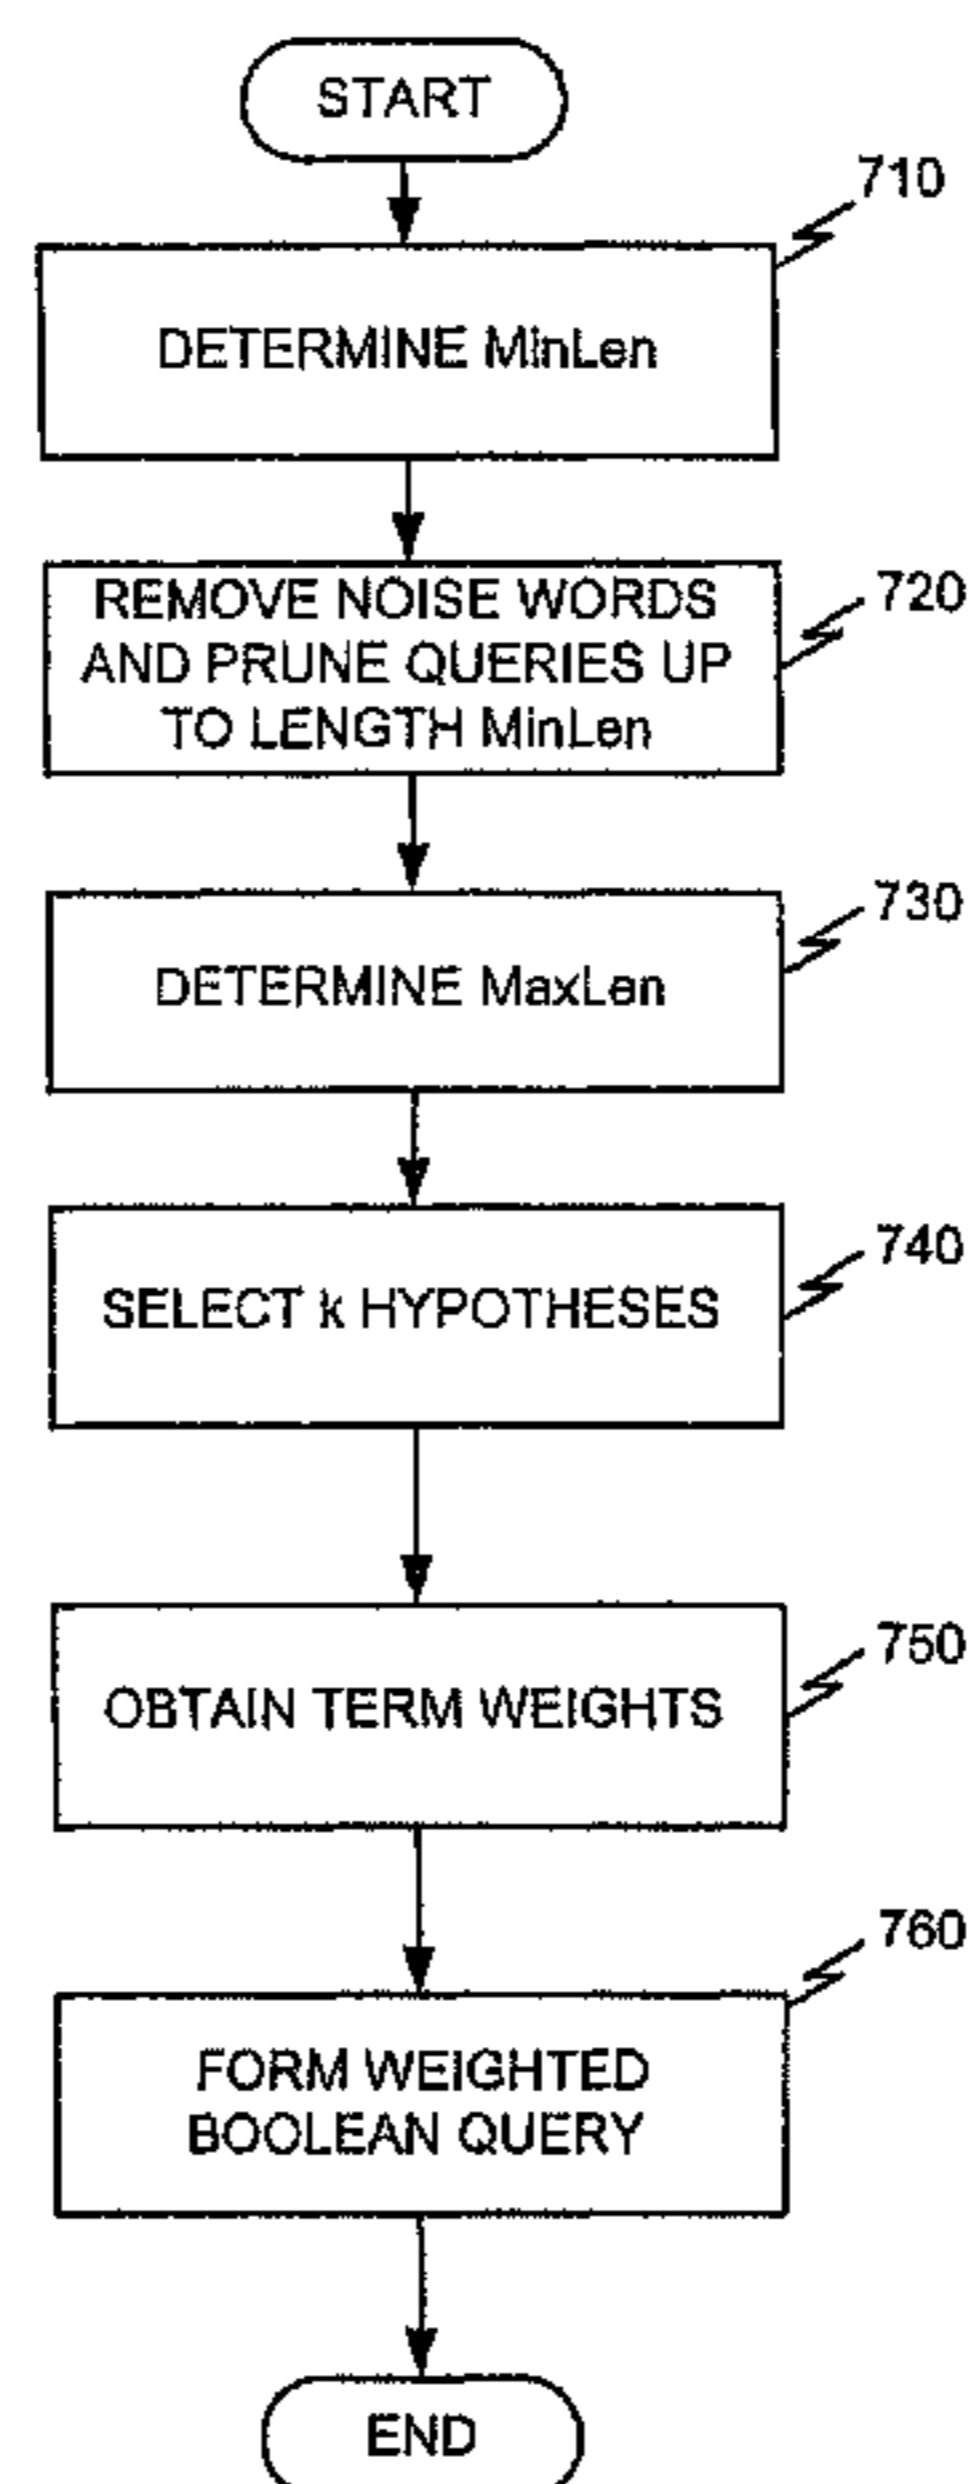 START
710
DETERMINE MinLen
720
REMOVE NOISE WORDS
AND PRUNE QUERIES UP
TO LENGTH MinLen
730
DETERMINE MaxLen
740
SELECT k HYPOTHESES
750
OBTAIN TERM WEIGHTS
760
FORM WEIGHTED
BOOLEAN QUERY
END